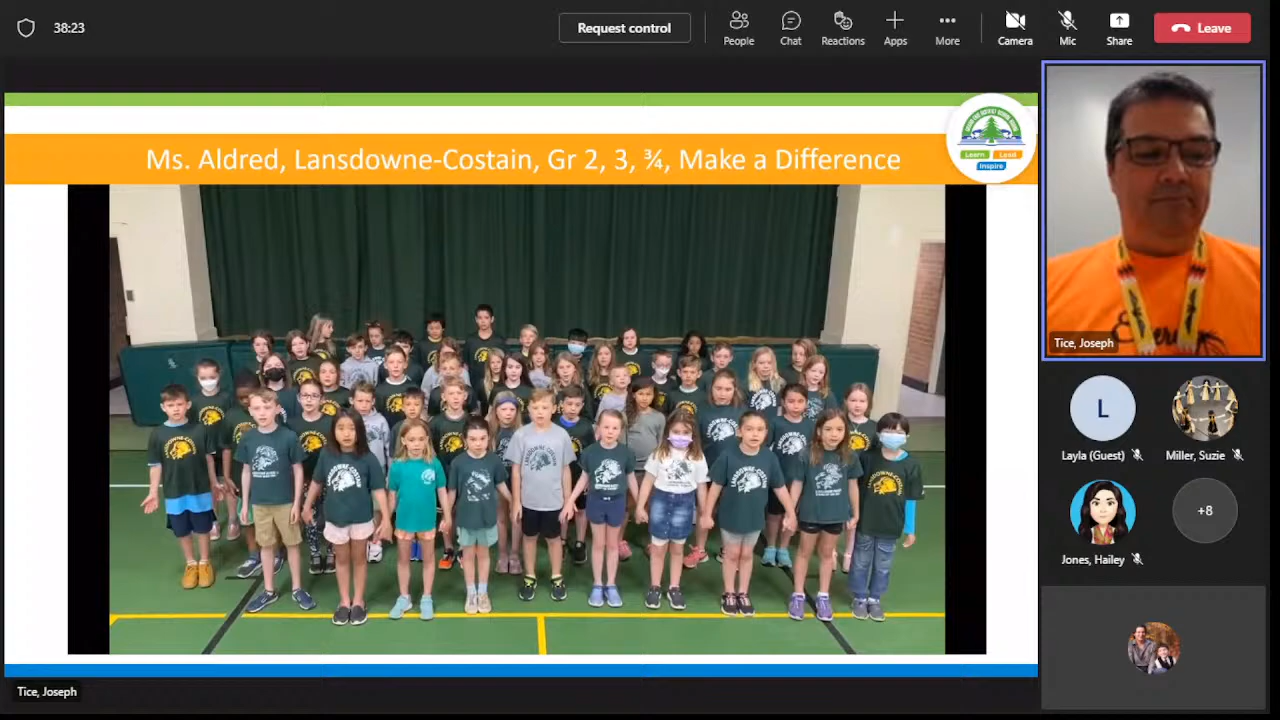 38:23
Request control
People
Chat
Reactions
Apps
More
Camera
Mic
Share
Leave
Ms. Aldred, Lansdowne-Costain, Gr 2, 3, ¾, Make a Difference
Learn
Lead
Inspire
LANSDOWNE-COSTAIN
Tice, Joseph
L
Layla (Guest)
Miller, Suzie
Jones, Hailey
+8
Tice, Joseph